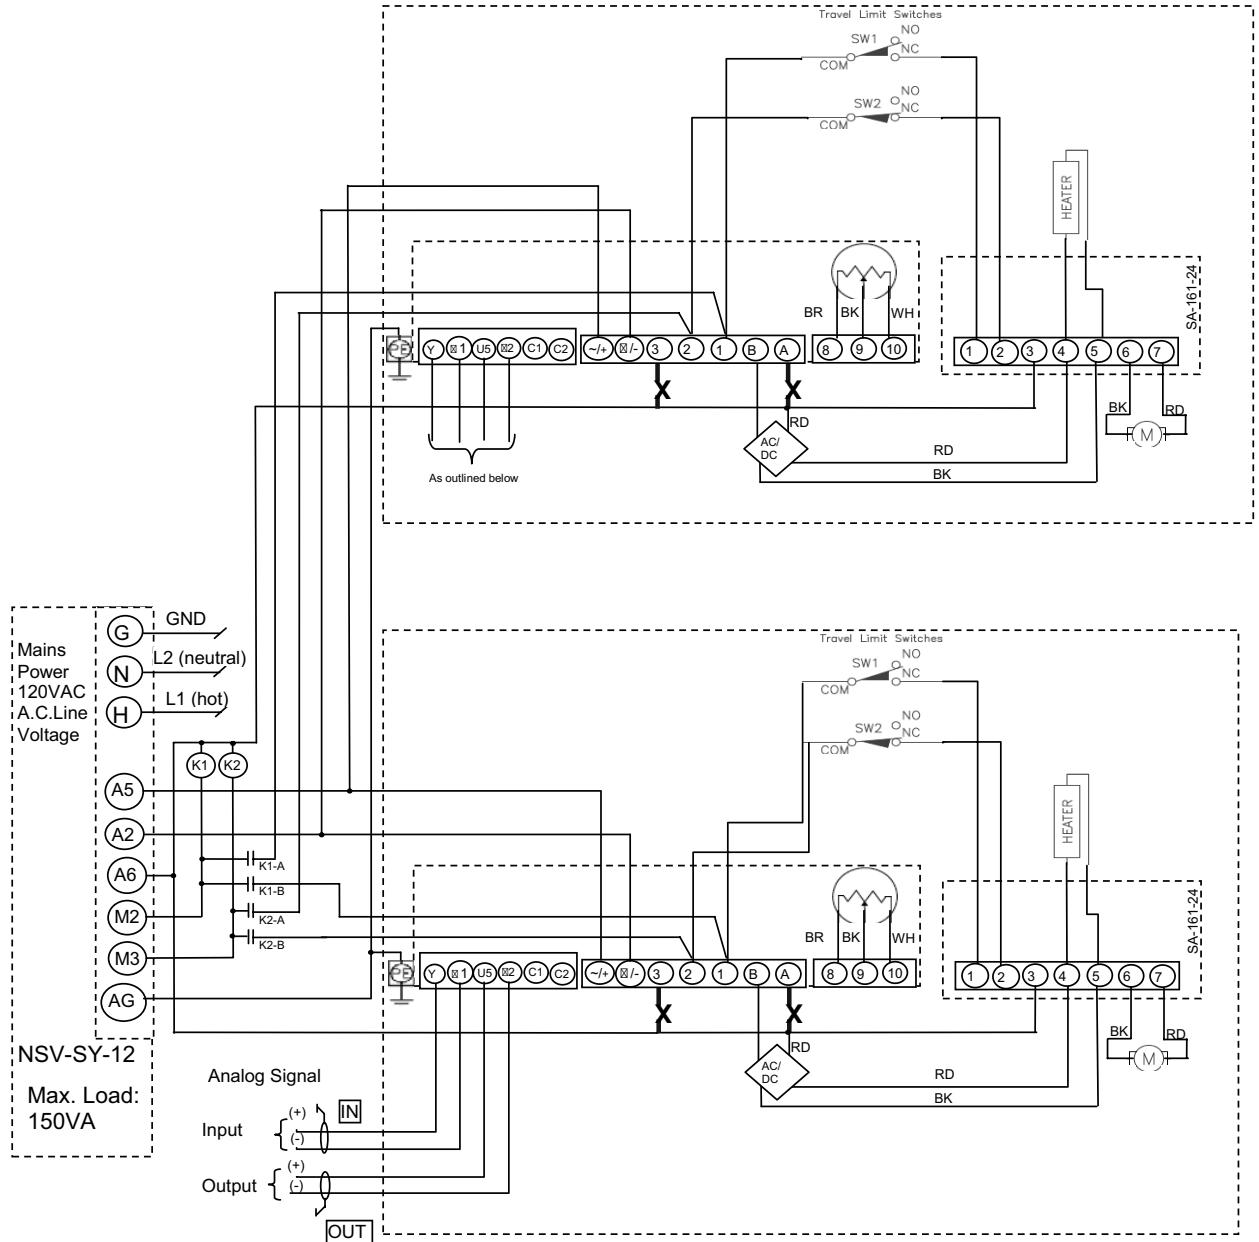 Travel Limit Switches
NO
SW1
NC
COM
NO
SW2
NC
COM
HEATER
SA-161-24
BR BK WH
PE
Y 1 U5 2 C1 C2
~/+ /- 3 2 1 B A
8 9 10
1 2 3 4 5 6 7
X X
RD
BK
RD
M
AC/
DC
RD
BK
As outlined below
Mains
Power
120VAC
A.C.Line
Voltage
G GND
N L2 (neutral)
H L1 (hot)
K1 K2
A5
A2
A6
M2
M3
AG
K1-A
K1-B
K2-A
K2-B
NSV-SY-12
Max. Load:
150VA
Travel Limit Switches
NO
SW1
NC
COM
NO
SW2
NC
COM
HEATER
SA-161-24
BR BK WH
PE
Y 1 U5 2 C1 C2
~/+ /- 3 2 1 B A
8 9 10
1 2 3 4 5 6 7
X X
RD
BK
RD
M
AC/
DC
RD
BK
Analog Signal
IN
(+)
Input
(-)
(+)
Output
(-)
OUT